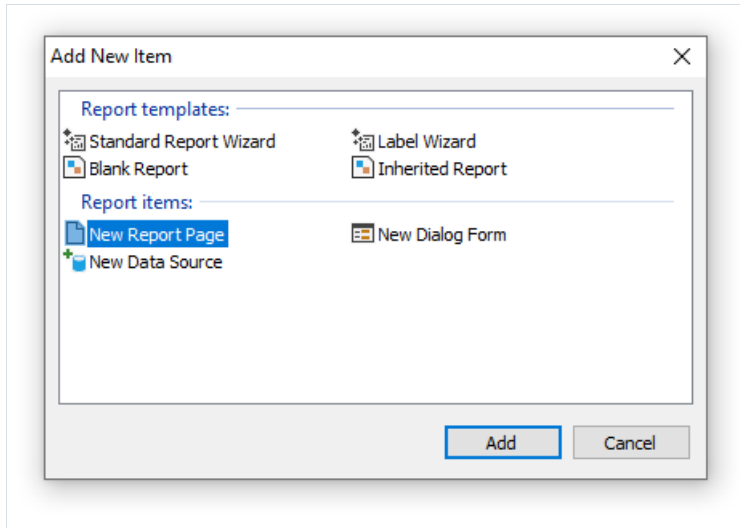 Add New Item
Report templates:
Standard Report Wizard Label Wizard
Blank Report Inherited Report
Report items:
New Report Page New Dialog Form
New Data Source
Add Cancel